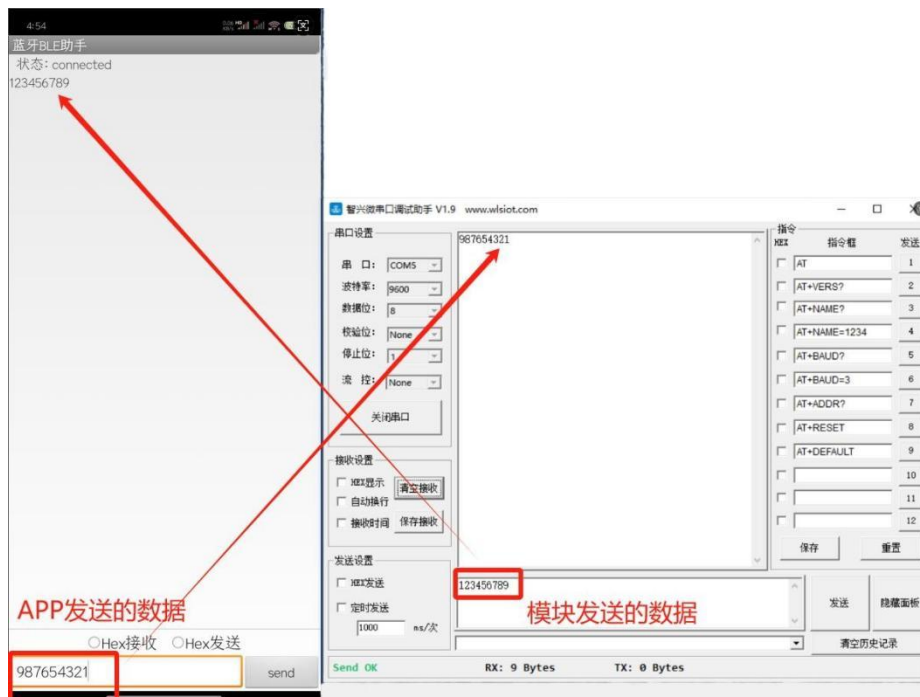 4:54
蓝牙BLE助手
状态: connected
123456789
APP发送的数据
Hex接收 Hex发送
987654321
send
智兴微串口调试助手 V1.9 www.wlsiot.com
串口设置
串 口: COM5
波特率: 9600
数据位: 8
校验位: None
停止位: 1
流 控: None
关闭串口
接收设置
HEX显示
清空接收
自动换行
接收时间
保存接收
发送设置
HEX发送
定时发送
1000 ms/次
987654321
123456789
模块发送的数据
指令
HEX 指令框 发送
AT 1
AT+VERS? 2
AT+NAME? 3
AT+NAME=1234 4
AT+BAUD? 5
AT+BAUD=3 6
AT+ADDR? 7
AT+RESET 8
AT+DEFAULT 9
10
11
12
保存 重置
发送 隐藏面板
清空历史记录
Send OK RX: 9 Bytes TX: 0 Bytes